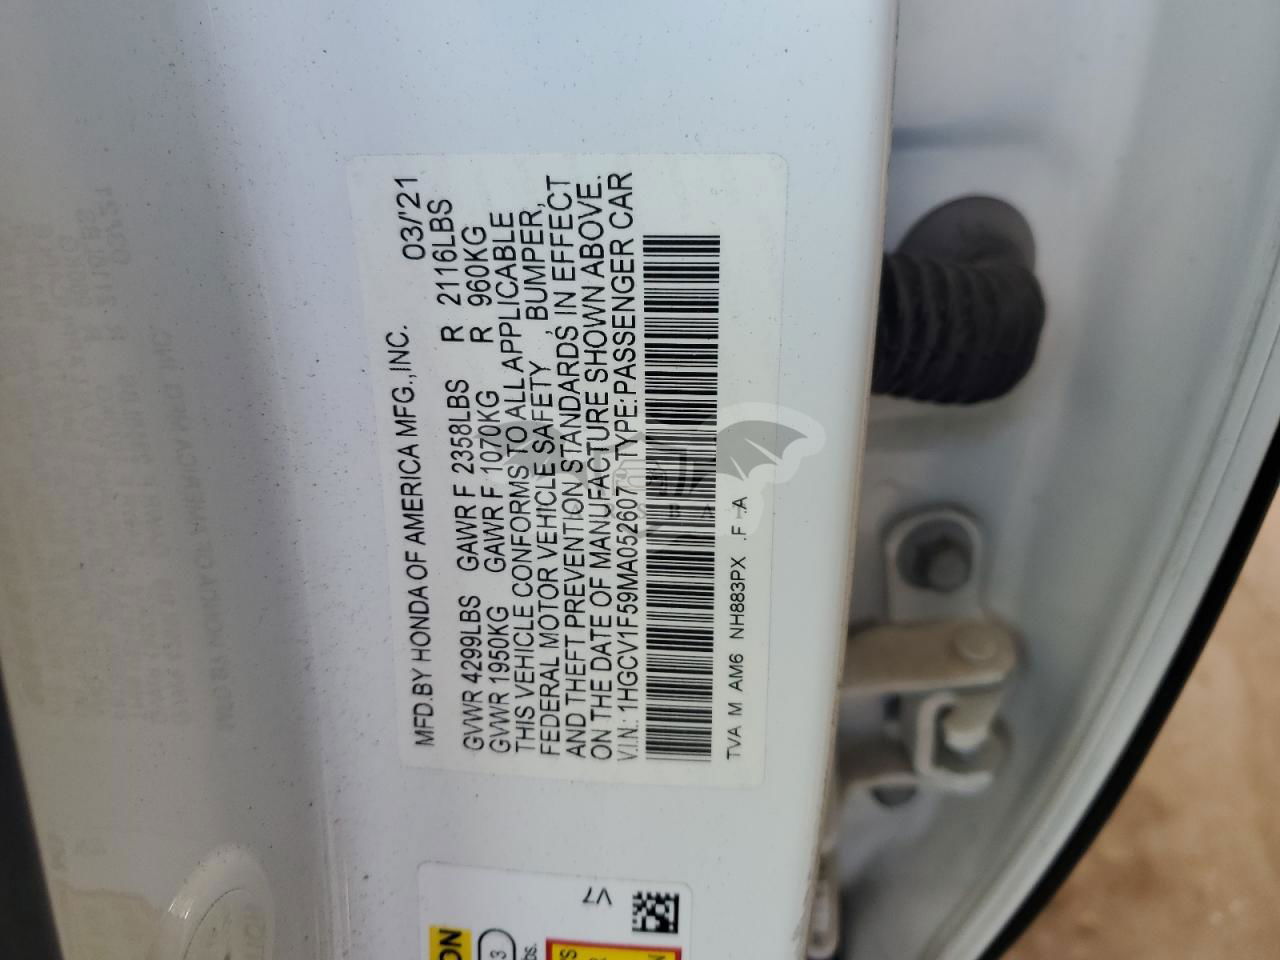 MFD.BY HONDA OF AMERICA MFG.,INC. 03/'21
GVWR 4299LBS GAWR F 2358LBS R 2116LBS
GVWR 1950KG GAWR F 1070KG R 960KG
THIS VEHICLE CONFORMS TO ALL APPLICABLE
FEDERAL MOTOR VEHICLE SAFETY , BUMPER,
AND THEFT PREVENTION STANDARDS IN EFFECT
ON THE DATE OF MANUFACTURE SHOWN ABOVE.
V.I.N.: 1HGCV1F59MA052607 TYPE:PASSENGER CAR
TVA M AM6 NH883PX .F .A
V7
ON
3